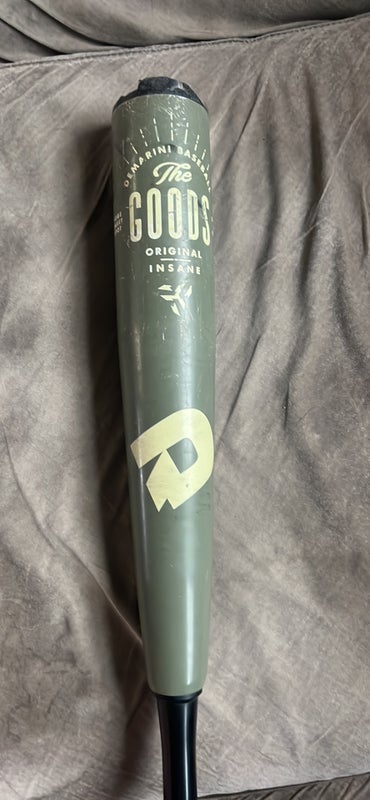 DEMARINI BASEBALL
The
GOODS
ORIGINAL
INSANE